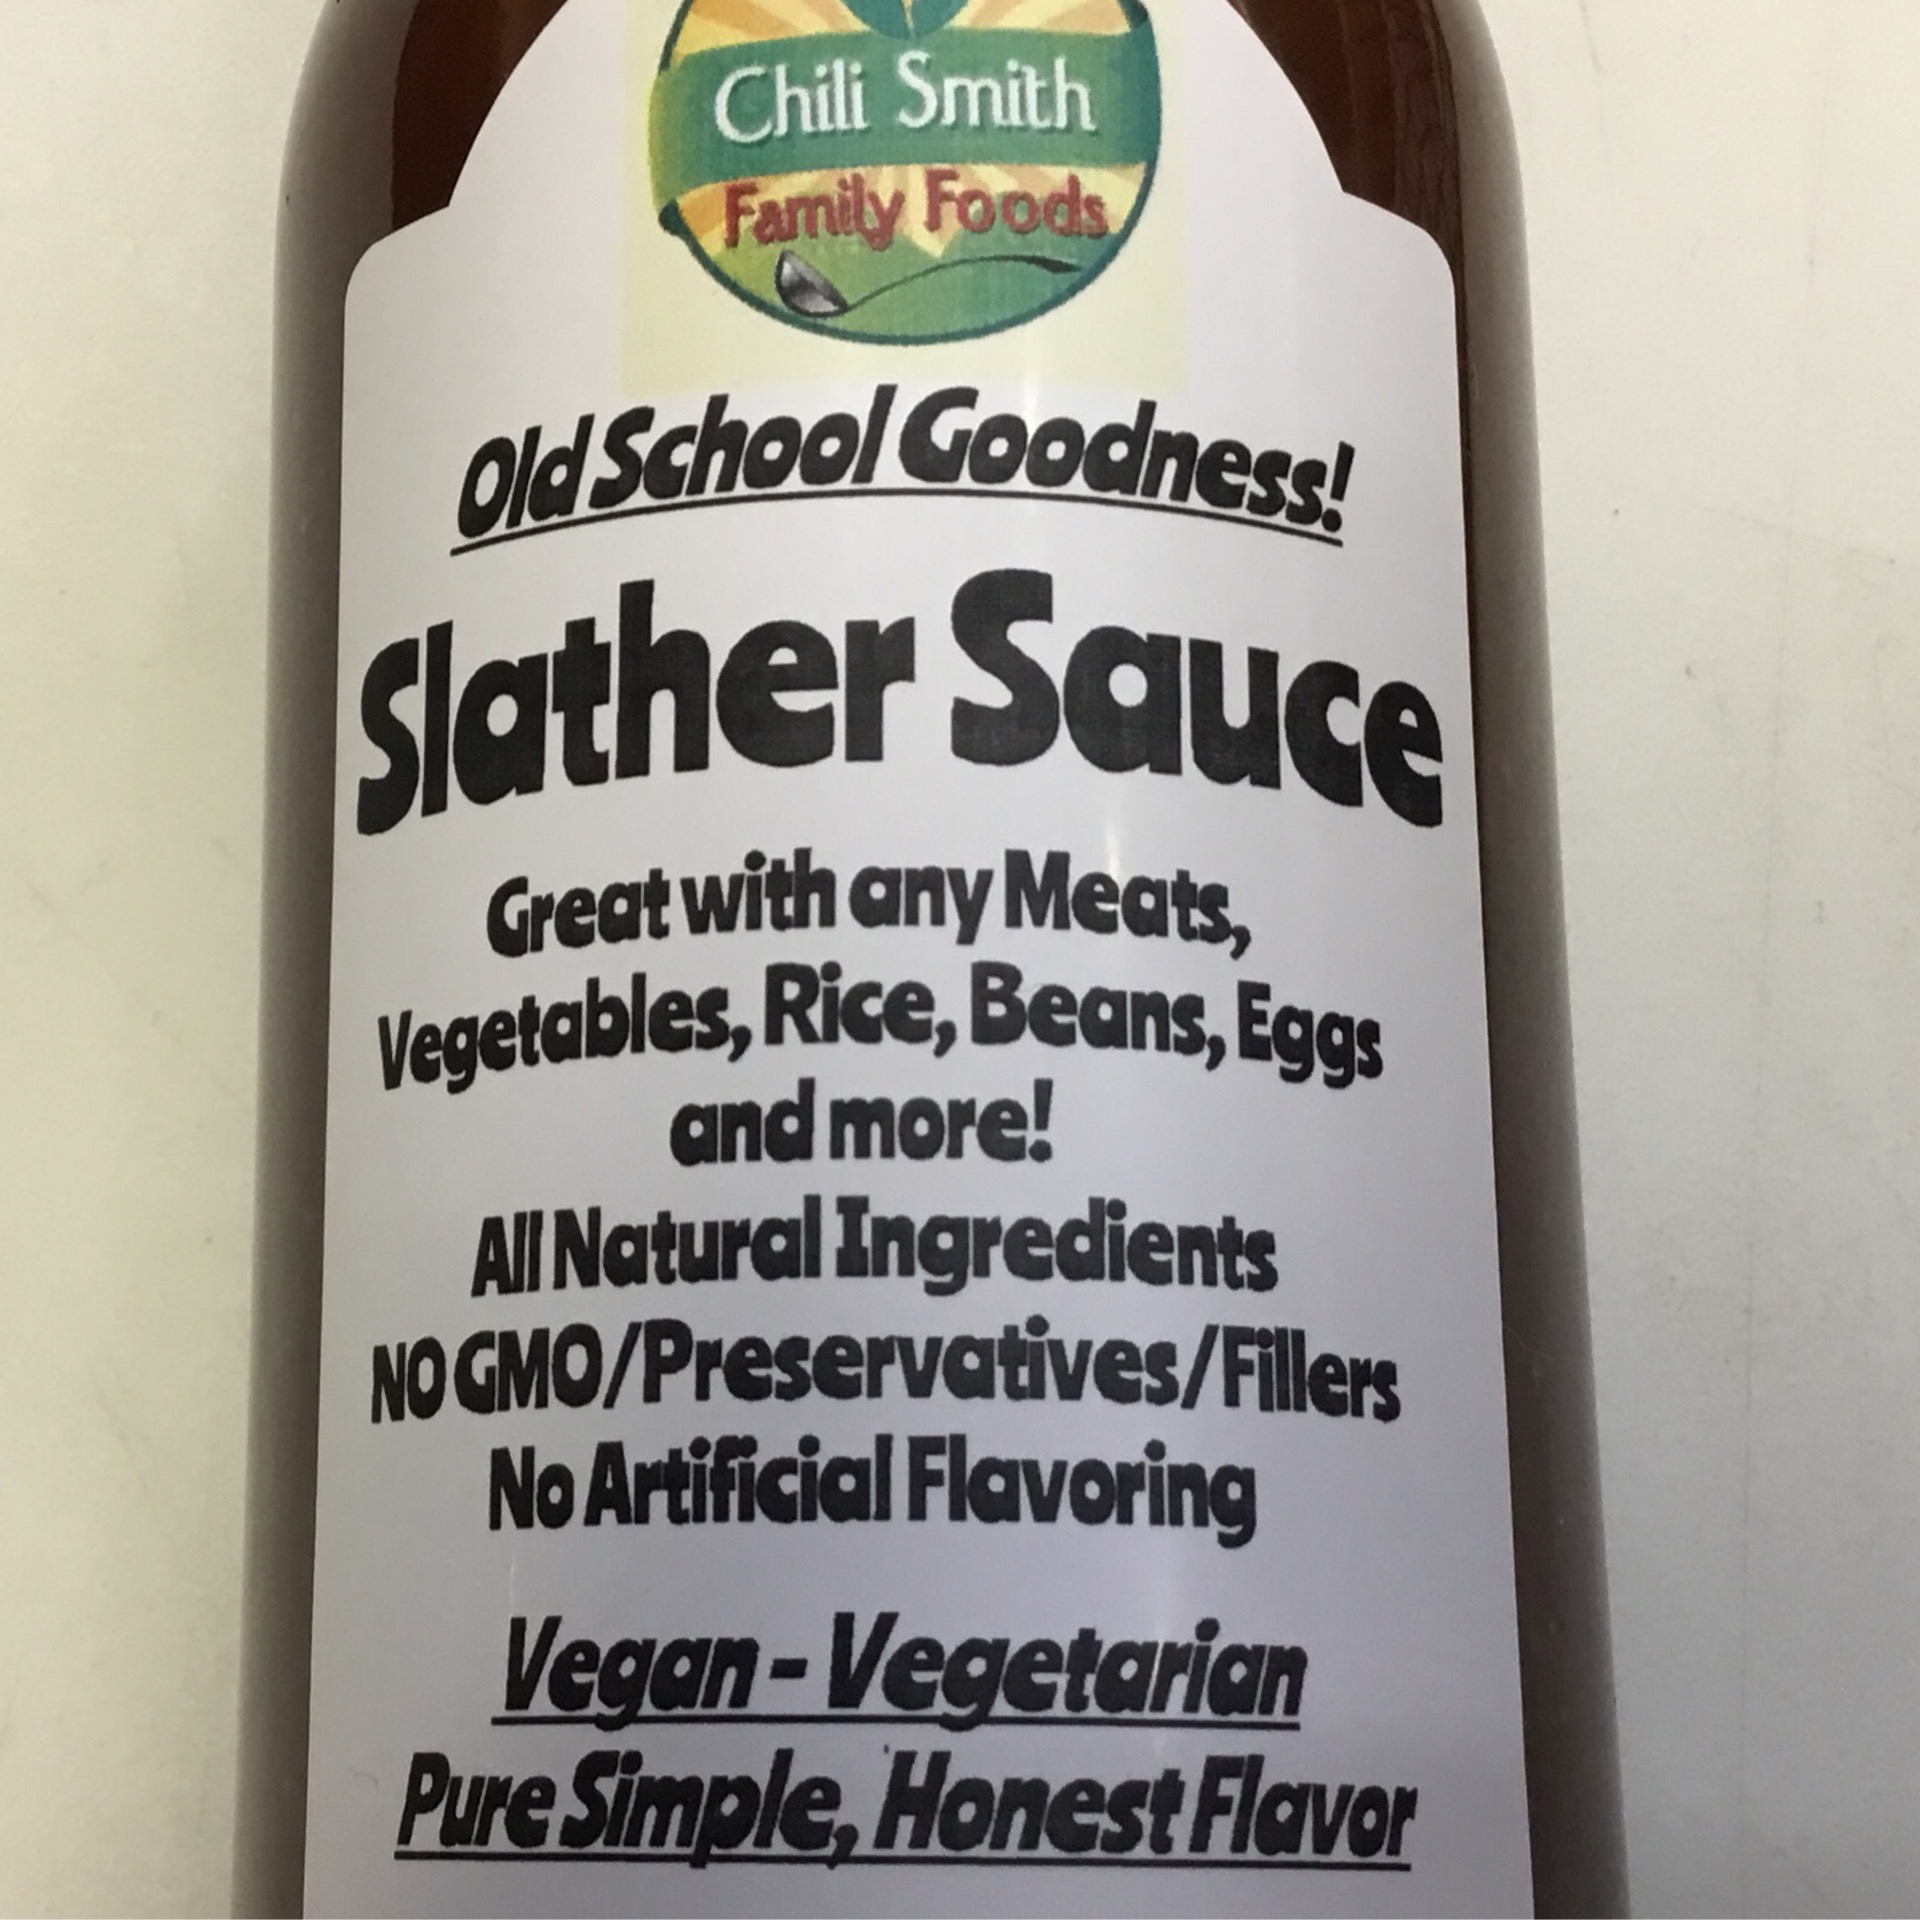 Chili Smith
Family Foods
Old School Goodness!
Slather Sauce
Great with any Meats,
Vegetables, Rice, Beans, Eggs
and more!
All Natural Ingredients
NO GMO/Preservatives/Fillers
No Artificial Flavoring
Vegan - Vegetarian
Pure Simple, Honest Flavor